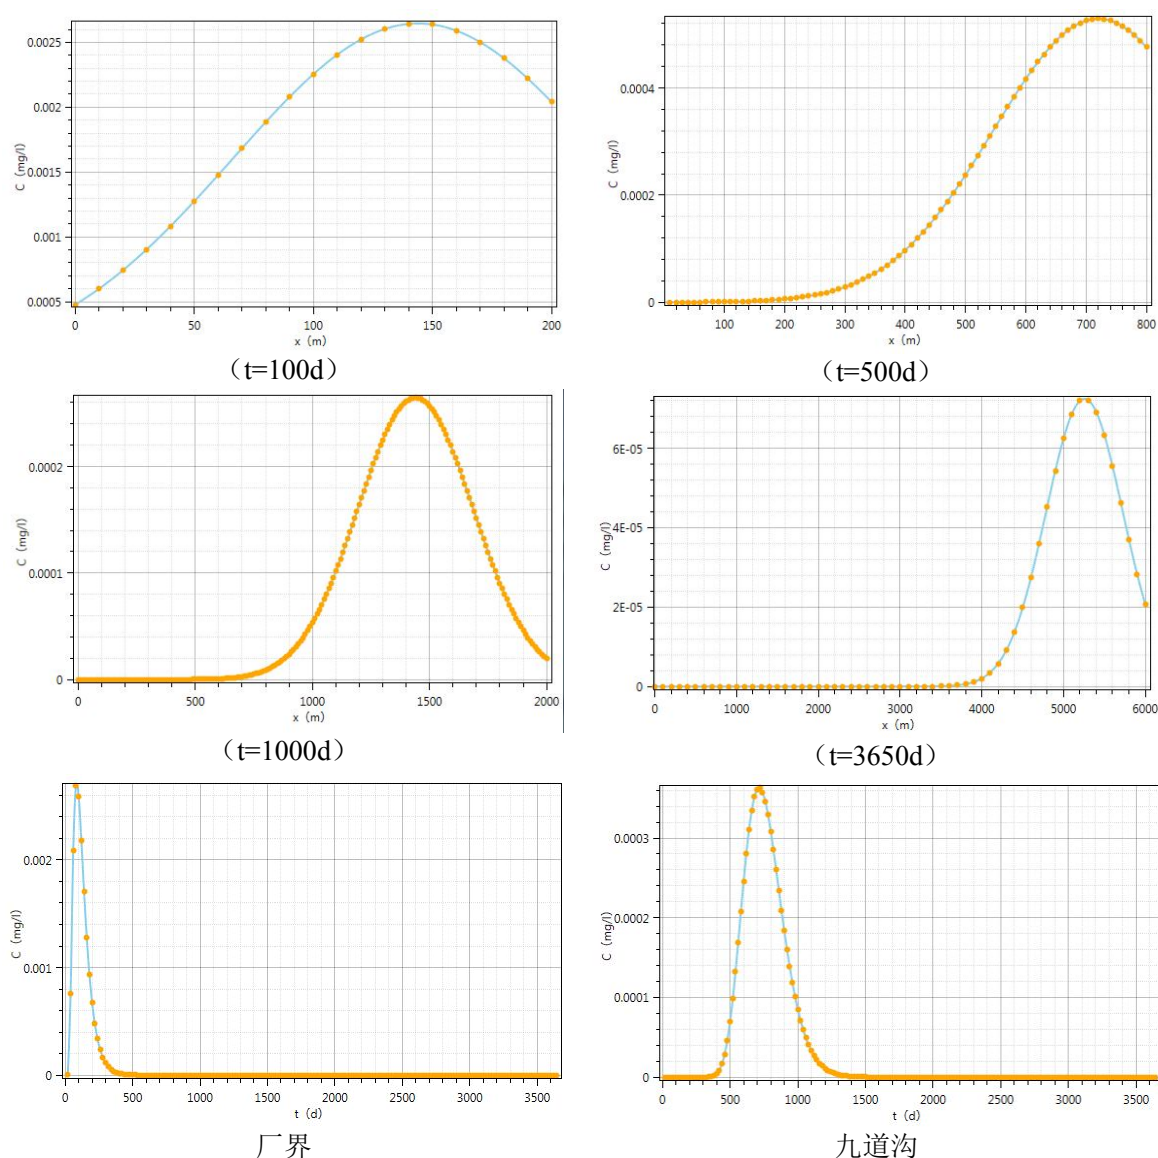 0.0025
0.002
0.0015
0.001
0.0005
C (mg/l)
0 50 100 150 200
x (m)
（t=100d）
0.0004
0.0002
0
C (mg/l)
100 200 300 400 500 600 700 800
x (m)
（t=500d）
0.0002
0.0001
0
C (mg/l)
0 500 1000 1500 2000
x (m)
（t=1000d）
6E-05
4E-05
2E-05
0
C (mg/l)
0 1000 2000 3000 4000 5000 6000
x (m)
（t=3650d）
0.002
0.001
0
C (mg/l)
0 500 1000 1500 2000 2500 3000 3500
t (d)
厂界
0.0003
0.0002
0.0001
0
C (mg/l)
0 500 1000 1500 2000 2500 3000 3500
t (d)
九道沟